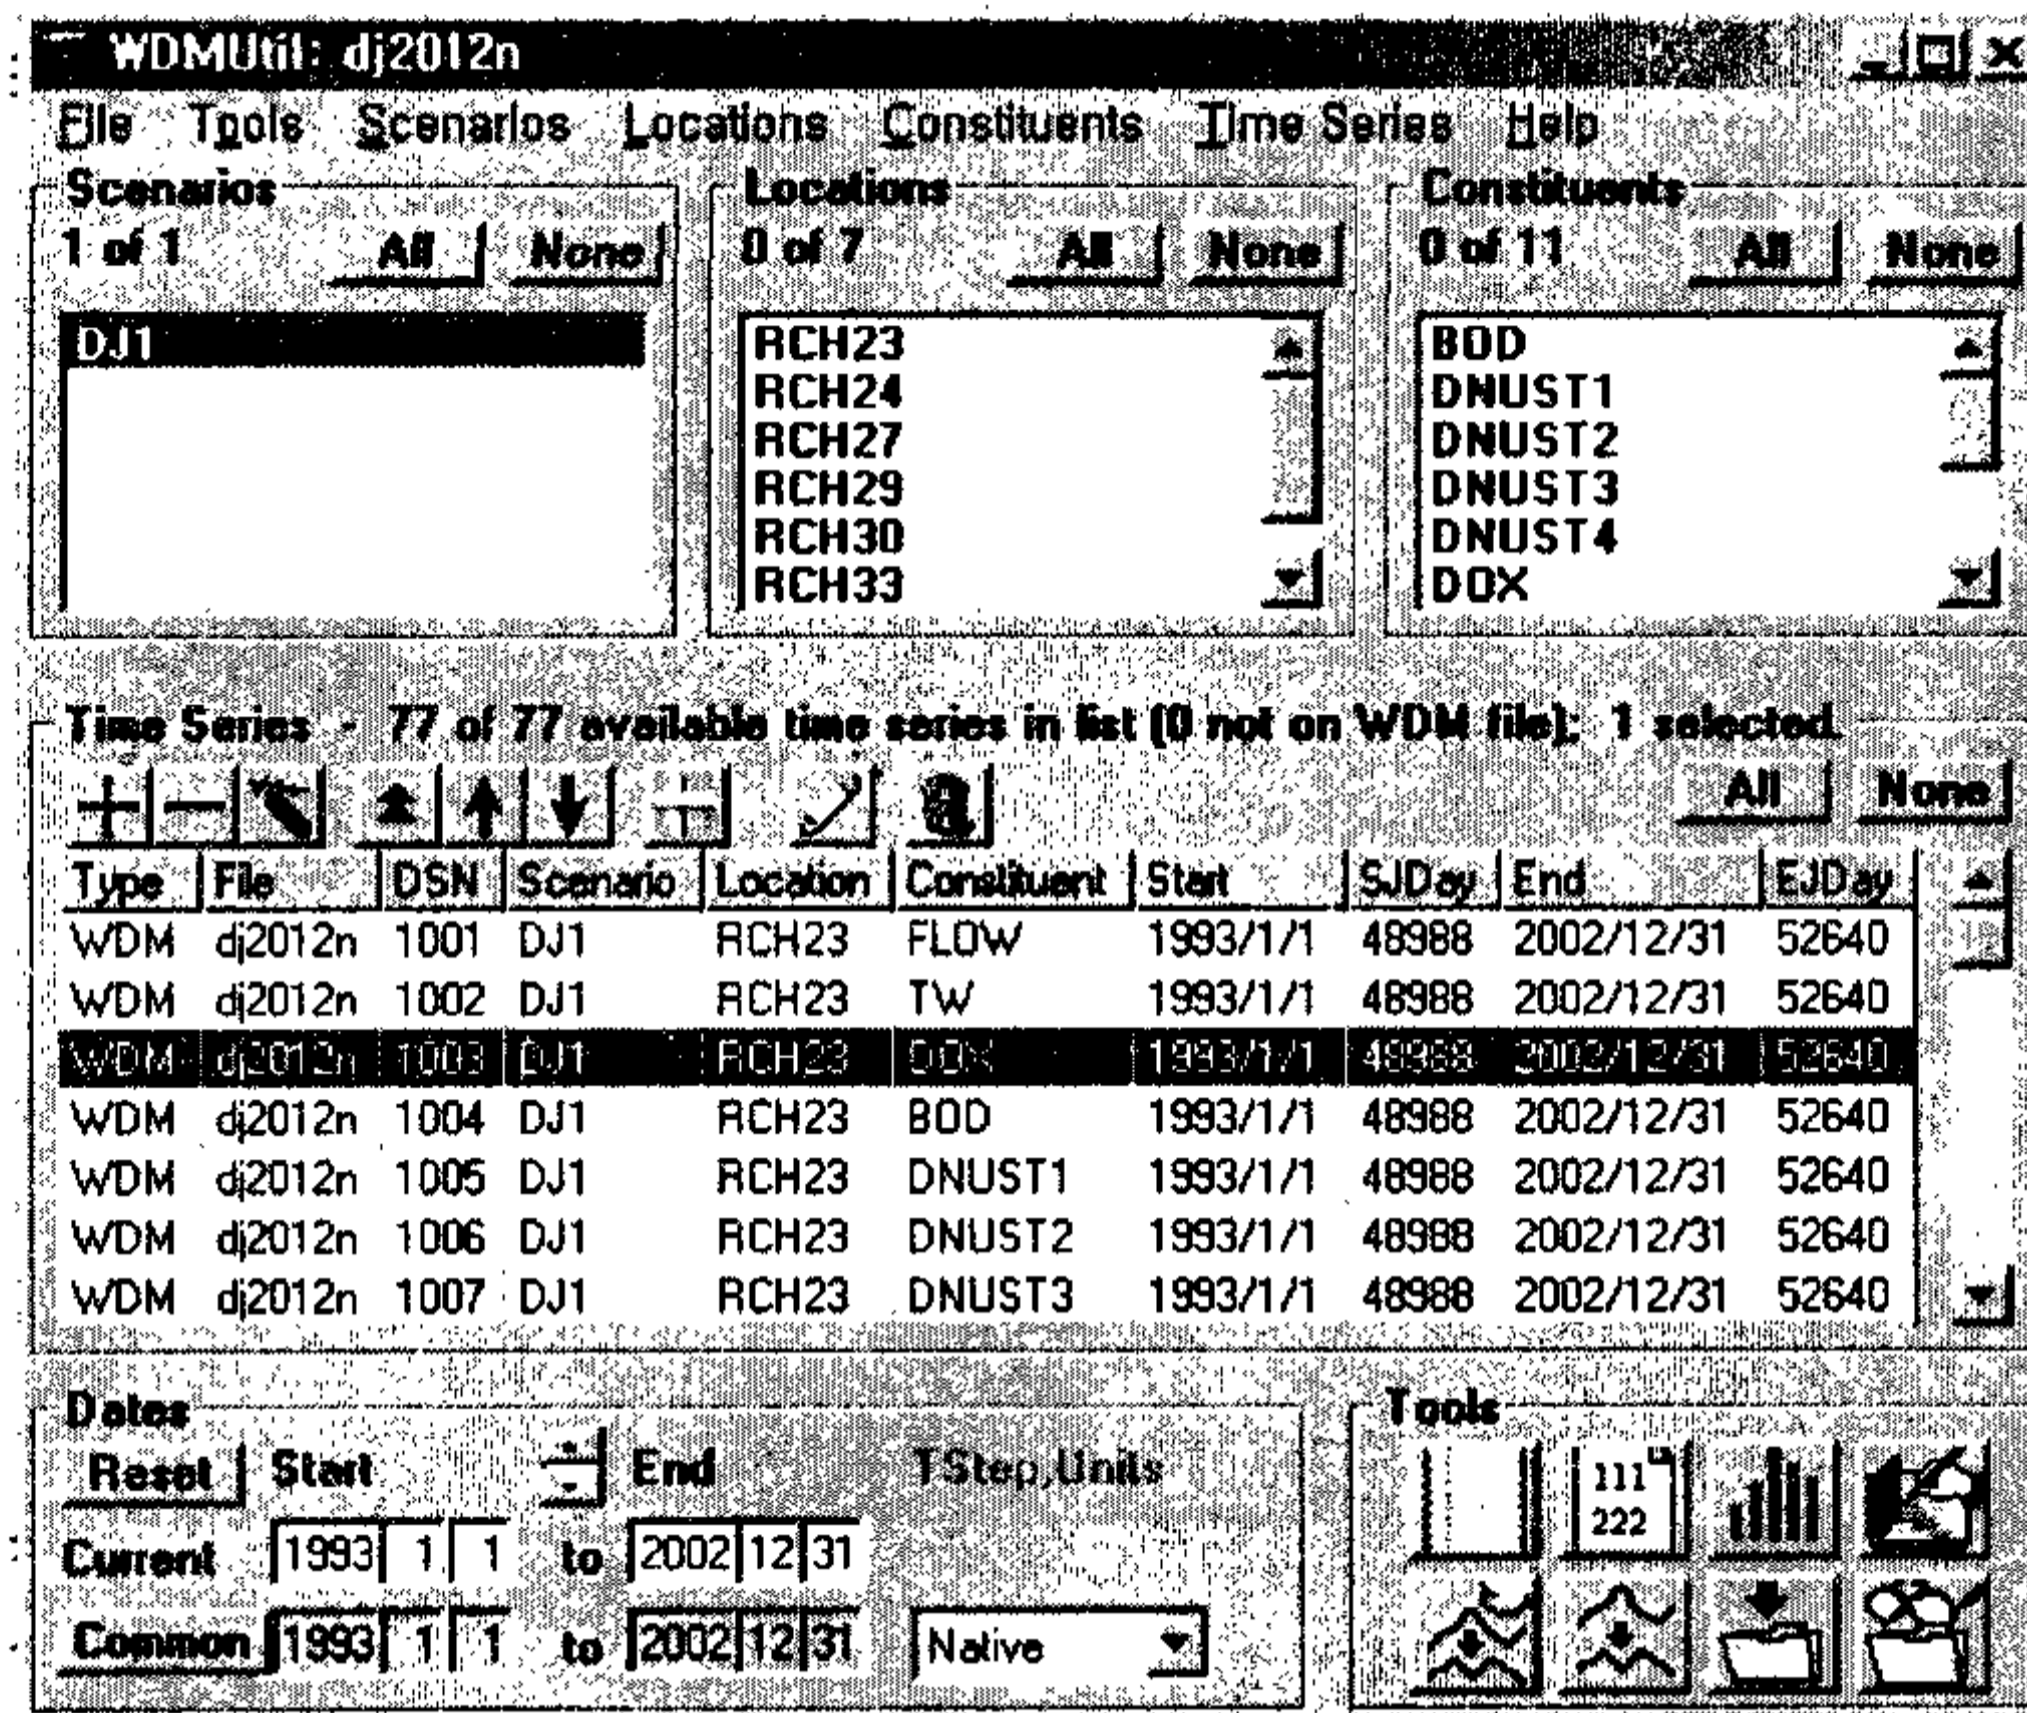 WDMUtil: dj2012n
File Tools Scenarios Locations Constituents Time Series Help
Scenarios Locations Constituents
1 of 1 All None 0 of 7 All None 0 of 11 All None
DJ1 RCH23 BOD
RCH24 DNUST1
RCH27 DNUST2
RCH29 DNUST3
RCH30 DNUST4
RCH33 DOX
Time Series - 77 of 77 available time series in list (0 not on WDM file); 1 selected.
All None
Type File DSN Scenario Location Constituent Start SJDay End EJDay
WDM dj2012n 1001 DJ1 RCH23 FLOW 1993/1/1 48988 2002/12/31 52640
WDM dj2012n 1002 DJ1 RCH23 TW 1993/1/1 48988 2002/12/31 52640
WDM dj2012n 1003 DJ1 RCH23 DOX 1993/1/1 48988 2002/12/31 52640
WDM dj2012n 1004 DJ1 RCH23 BOD 1993/1/1 48988 2002/12/31 52640
WDM dj2012n 1005 DJ1 RCH23 DNUST1 1993/1/1 48988 2002/12/31 52640
WDM dj2012n 1006 DJ1 RCH23 DNUST2 1993/1/1 48988 2002/12/31 52640
WDM dj2012n 1007 DJ1 RCH23 DNUST3 1993/1/1 48988 2002/12/31 52640
Dates Tools
Reset Start End TStep,Units
111
222
Current 1993 1 1 to 2002 12 31
Common 1993 1 1 to 2002 12 31 Native